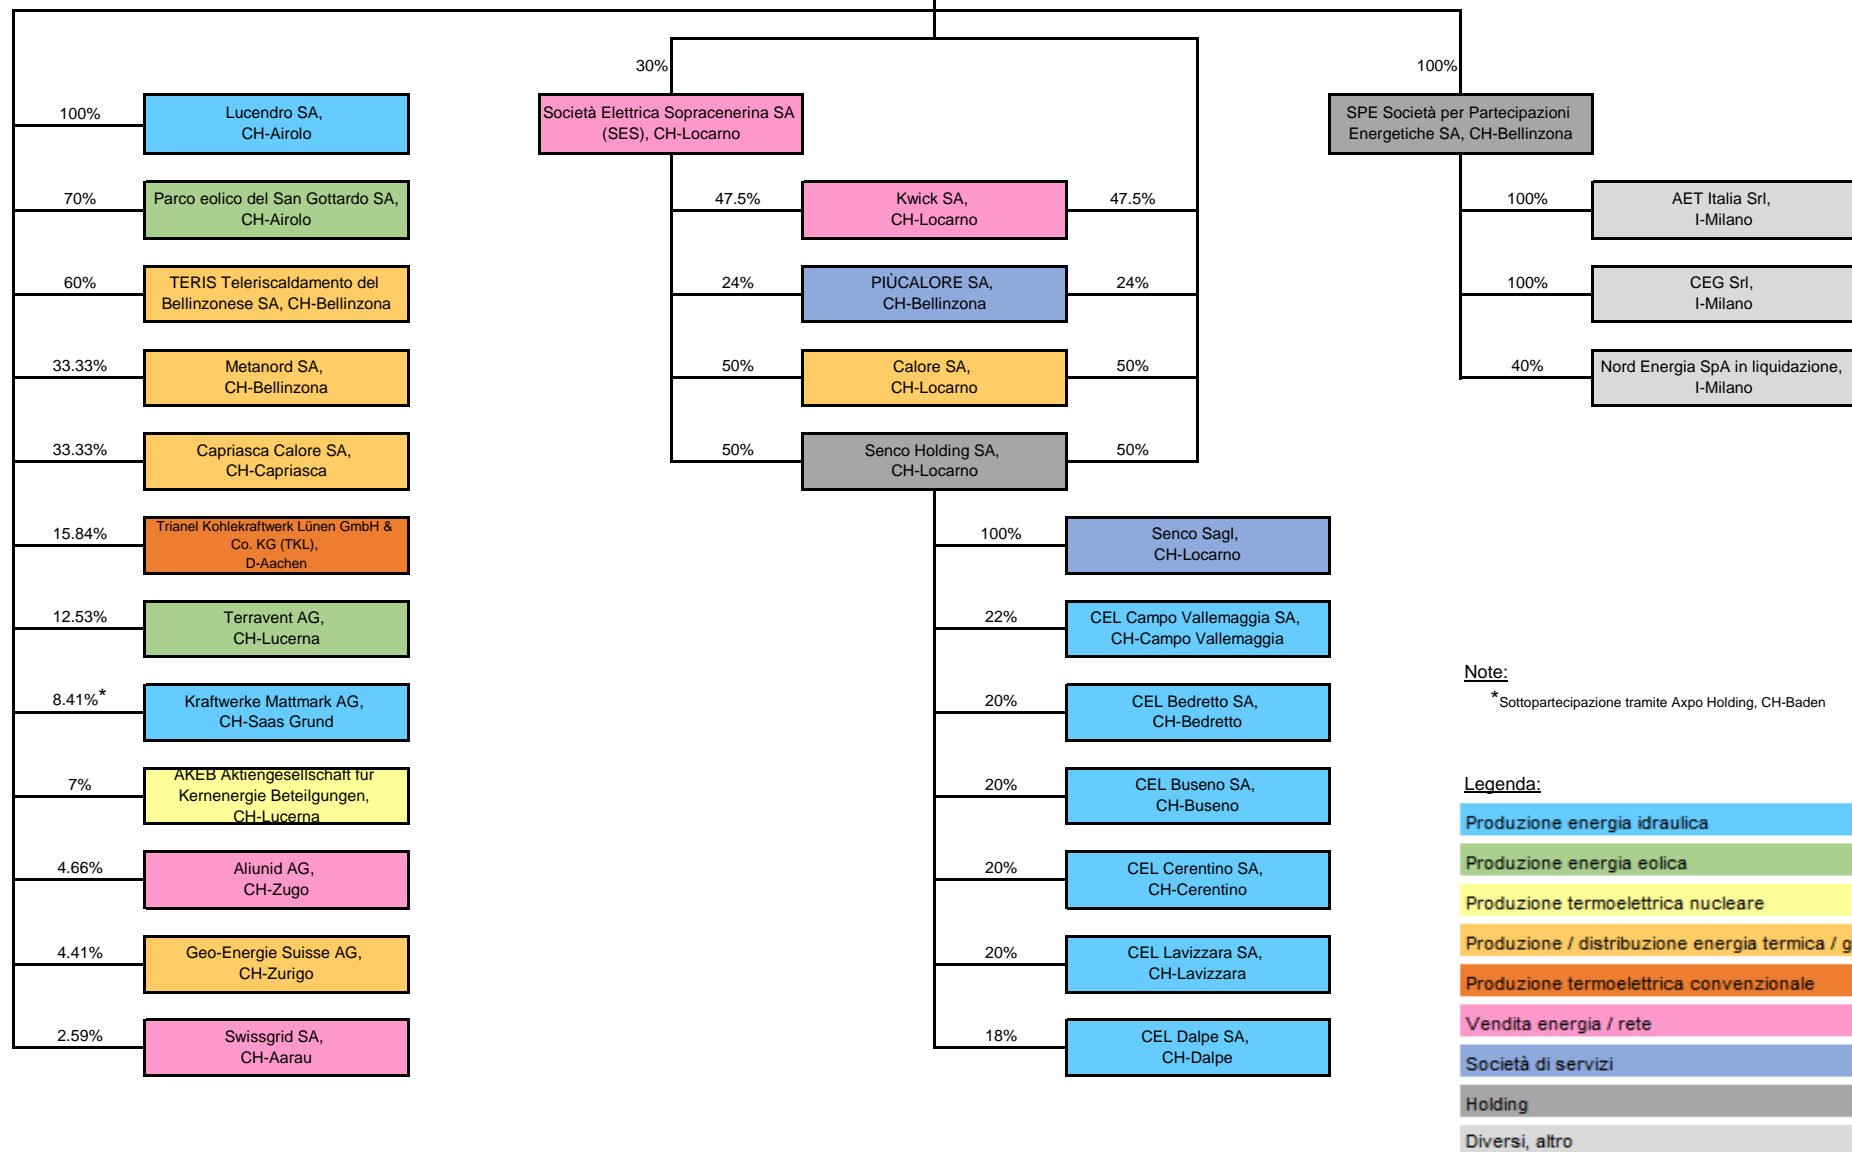 30%
100%
100%
Lucendro SA,
CH-Airolo
Società Elettrica Sopracenerina SA
(SES), CH-Locarno
SPE Società per Partecipazioni
Energetiche SA, CH-Bellinzona
70%
Parco eolico del San Gottardo SA,
CH-Airolo
47.5%
Kwick SA,
CH-Locarno
47.5%
100%
AET Italia Srl,
I-Milano
60%
TERIS Teleriscaldamento del
Bellinzonese SA, CH-Bellinzona
24%
PIÙCALORE SA,
CH-Bellinzona
24%
100%
CEG Srl,
I-Milano
33.33%
Metanord SA,
CH-Bellinzona
50%
Calore SA,
CH-Locarno
50%
40%
Nord Energia SpA in liquidazione,
I-Milano
33.33%
Capriasca Calore SA,
CH-Capriasca
50%
Senco Holding SA,
CH-Locarno
50%
15.84%
Trianel Kohlekraftwerk Lünen GmbH &
Co. KG (TKL),
D-Aachen
100%
Senco Sagl,
CH-Locarno
12.53%
Terravent AG,
CH-Lucerna
22%
CEL Campo Vallemaggia SA,
CH-Campo Vallemaggia
8.41%*
Kraftwerke Mattmark AG,
CH-Saas Grund
20%
CEL Bedretto SA,
CH-Bedretto
7%
AKEB Aktiengesellschaft für
Kernenergie Beteilgungen,
CH-Lucerna
20%
CEL Buseno SA,
CH-Buseno
4.66%
Aliunid AG,
CH-Zugo
20%
CEL Cerentino SA,
CH-Cerentino
4.41%
Geo-Energie Suisse AG,
CH-Zurigo
20%
CEL Lavizzara SA,
CH-Lavizzara
2.59%
Swissgrid SA,
CH-Aarau
18%
CEL Dalpe SA,
CH-Dalpe
Note:
*Sottopartecipazione tramite Axpo Holding, CH-Baden
Legenda:
Produzione energia idraulica
Produzione energia eolica
Produzione termoelettrica nucleare
Produzione / distribuzione energia termica / g
Produzione termoelettrica convenzionale
Vendita energia / rete
Società di servizi
Holding
Diversi, altro